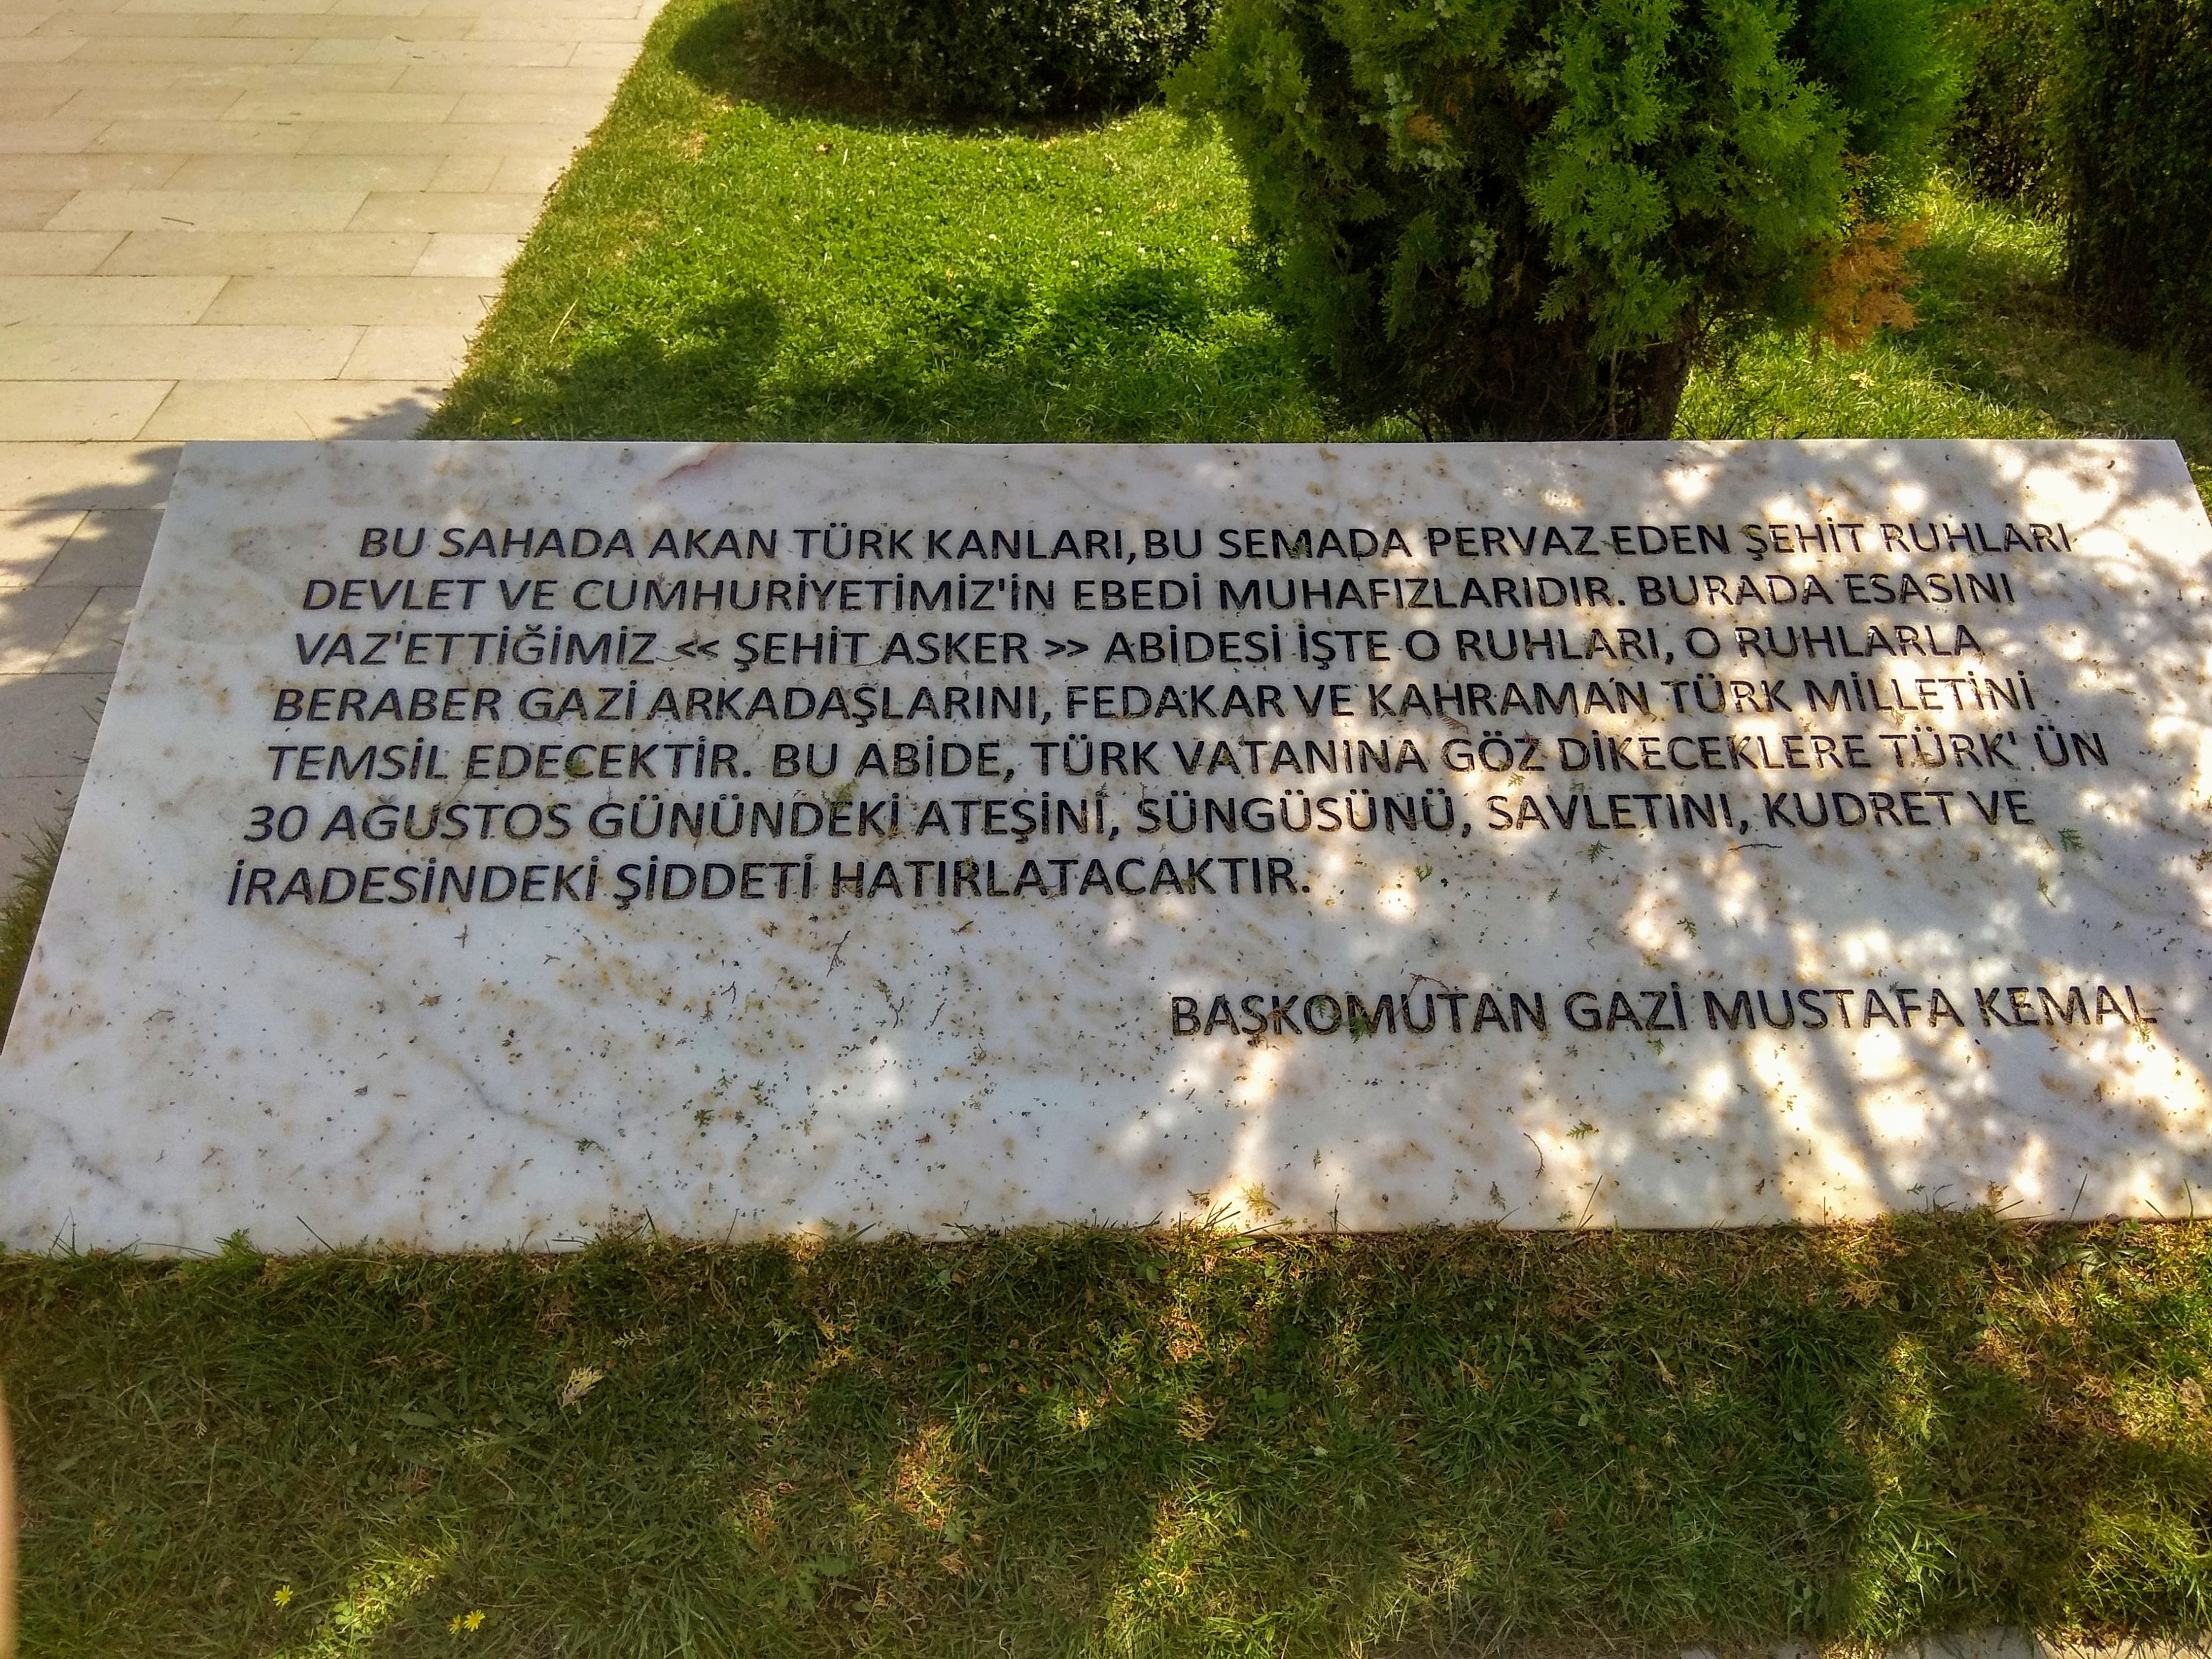 BU SAHADA AKAN TÜRK KANLARI,BU SEMADA PERVAZ EDEN ŞEHİT RUHLARI
DEVLET VE CUMHURİYETİMİZ'İN EBEDİ MUHAFIZLARIDIR. BURADA ESASINI
VAZ'ETTİĞİMİZ << ŞEHİT ASKER >> ABİDESİ İŞTE O RUHLARI, O RUHLARLA
BERABER GAZİ ARKADAŞLARINI, FEDAKAR VE KAHRAMAN TÜRK MİLLETİNİ
TEMSİL EDECEKTİR. BU ABİDE, TÜRK VATANINA GÖZ DİKECEKLERE TÜRK' ÜN
30 AĞUSTOS GÜNÜNDEKİ ATEŞİNİ, SÜNGÜSÜNÜ, SAVLETINI, KUDRET VE
İRADESİNDEKİ ŞİDDETİ HATIRLATACAKTIR.
BAŞKOMUTAN GAZİ MUSTAFA KEMAL